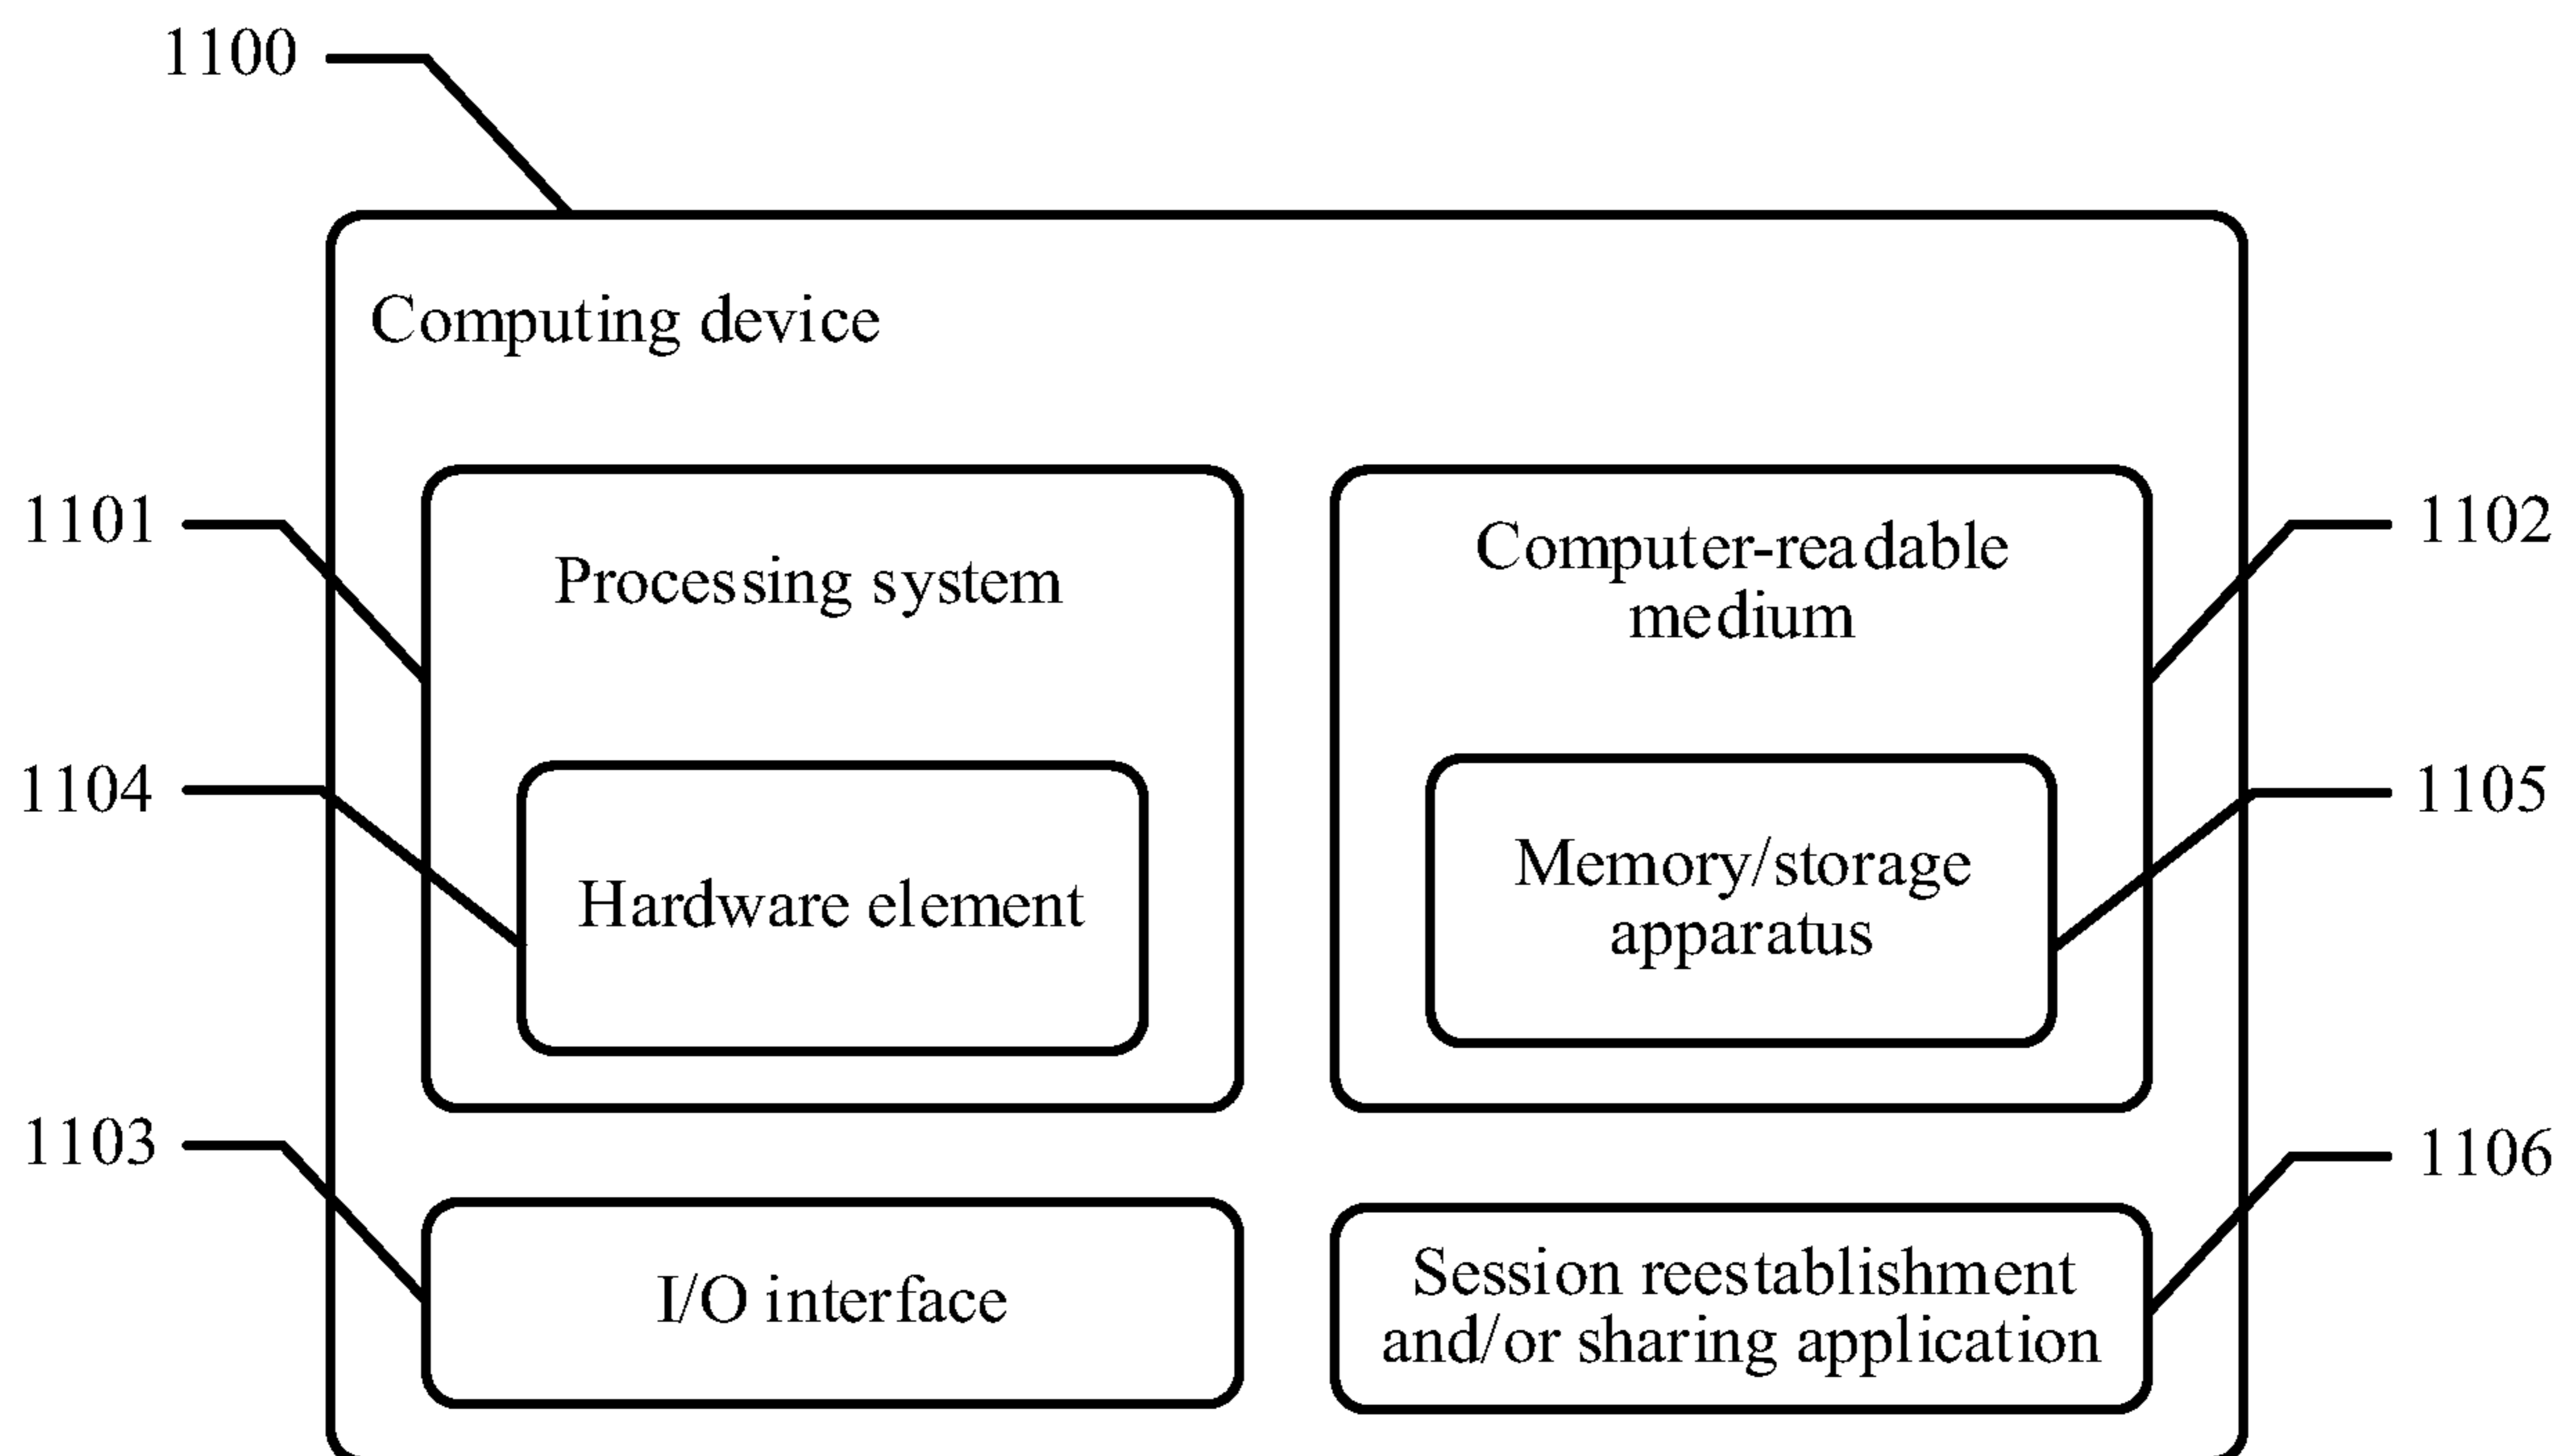 1100
Computing device
1101
Processing system
Computer-readable
medium
1102
1104
Hardware element
Memory/storage
apparatus
1105
1103
I/O interface
Session reestablishment
and/or sharing application
1106